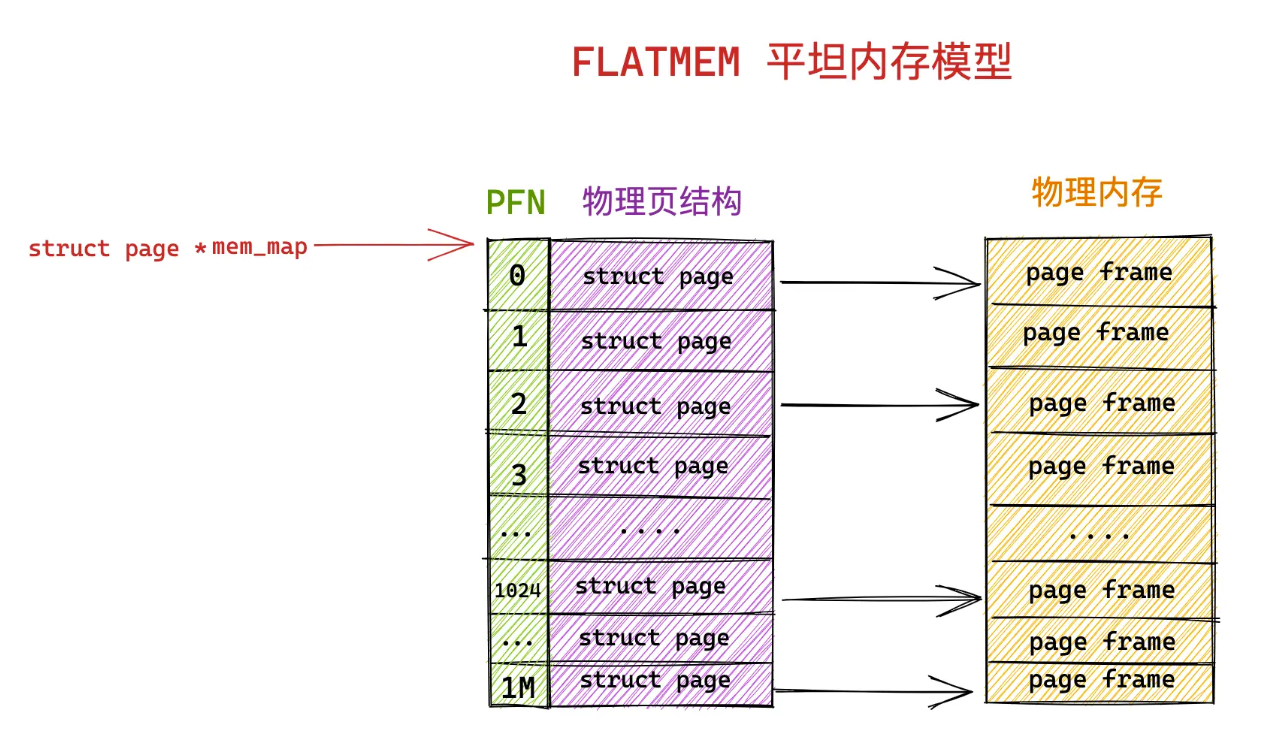 FLATMEM 平坦内存模型
PFN 物理页结构 物理内存
struct page *mem_map
0 struct page page frame
1 struct page page frame
2 struct page page frame
3 struct page page frame
... .... ....
1024 struct page page frame
... struct page page frame
1M struct page page frame